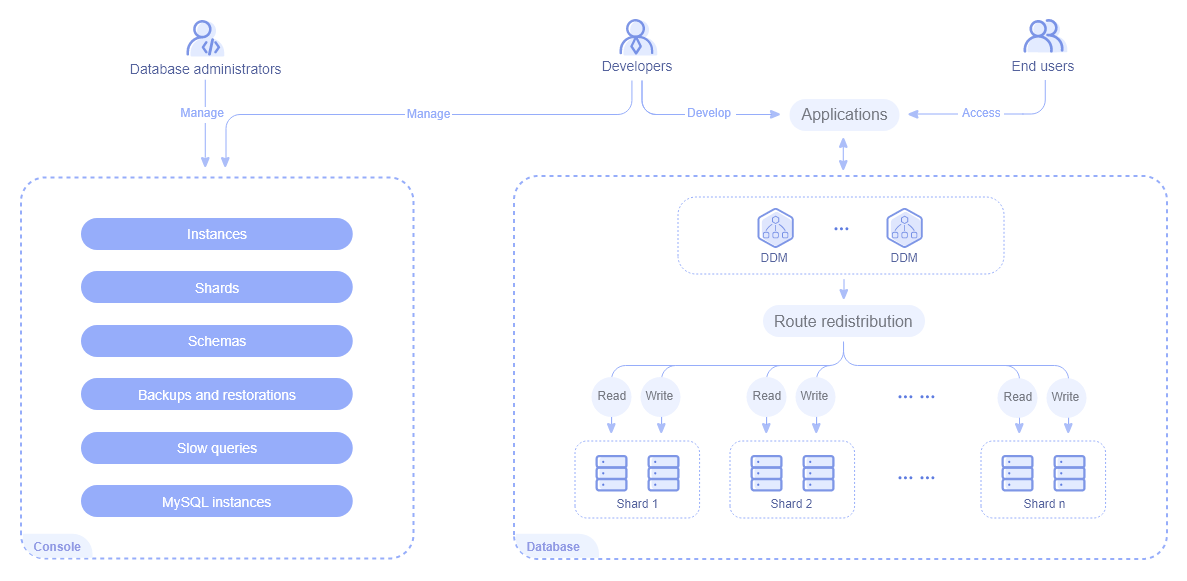 Database administrators
Developers
End users
Manage
Manage
Develop
Applications
Access
Instances
Shards
Schemas
Backups and restorations
Slow queries
MySQL instances
Console
DDM
...
DDM
Route redistribution
Read
Write
Read
Write
... ...
Read
Write
Shard 1
Shard 2
... ...
Shard n
Database